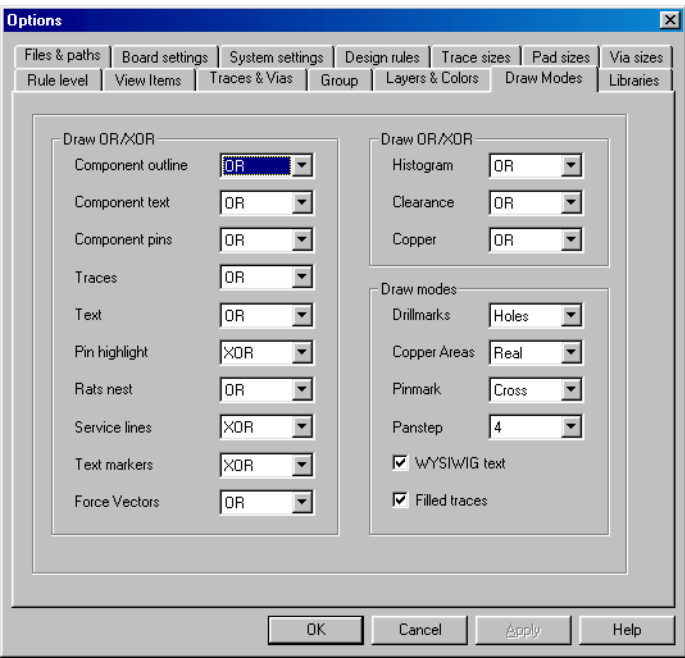 Options
Files & paths Board settings System settings Design rules Trace sizes Pad sizes Via sizes
Rule level View Items Traces & Vias Group Layers & Colors Draw Modes Libraries
Draw OR/XOR
Component outline OR
Component text OR
Component pins OR
Traces OR
Text OR
Pin highlight XOR
Rats nest OR
Service lines XOR
Text markers XOR
Force Vectors OR
Draw OR/XOR
Histogram OR
Clearance OR
Copper OR
Draw modes
Drillmarks Holes
Copper Areas Real
Pinmark Cross
Panstep 4
WYSIWIG text
Filled traces
OK Cancel Apply Help